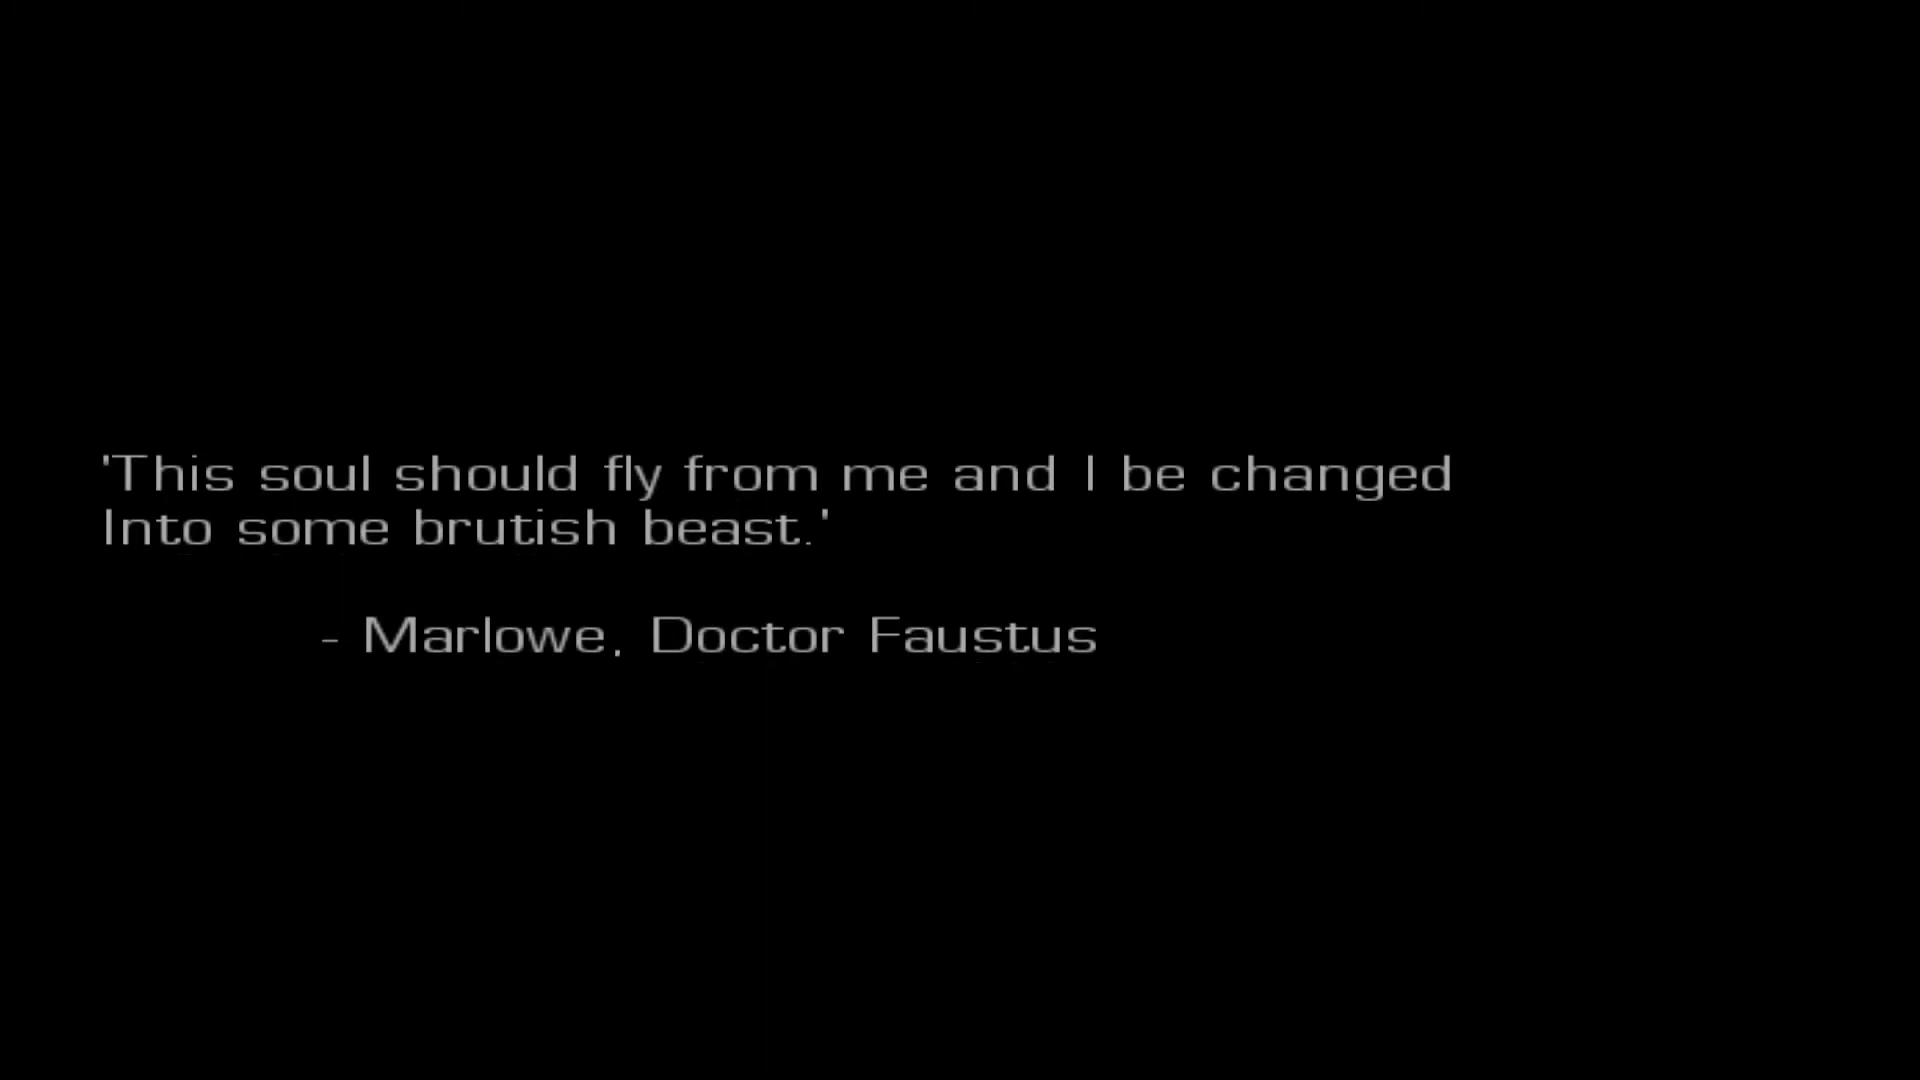 'This soul should fly from me and I be changed
Into some brutish beast.'
- Marlowe, Doctor Faustus